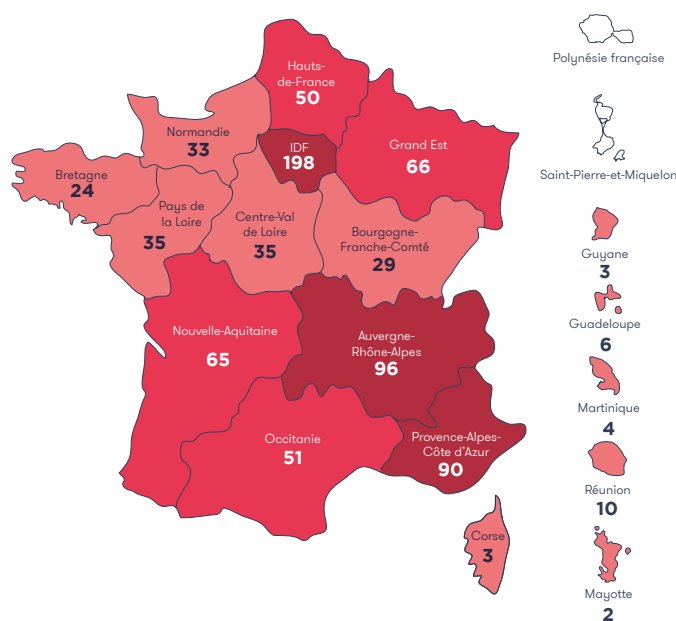 Hauts-
de-France
50
Normandie
33
IDF
198
Grand Est
66
Bretagne
24
Pays de
la Loire
35
Centre-Val
de Loire
35
Bourgogne-
Franche-Comté
29
Nouvelle-Aquitaine
65
Auvergne-
Rhône-Alpes
96
Occitanie
51
Provence-Alpes-
Côte d'Azur
90
Corse
3
Polynésie française
Saint-Pierre-et-Miquelon
Guyane
3
Guadeloupe
6
Martinique
4
Réunion
10
Mayotte
2